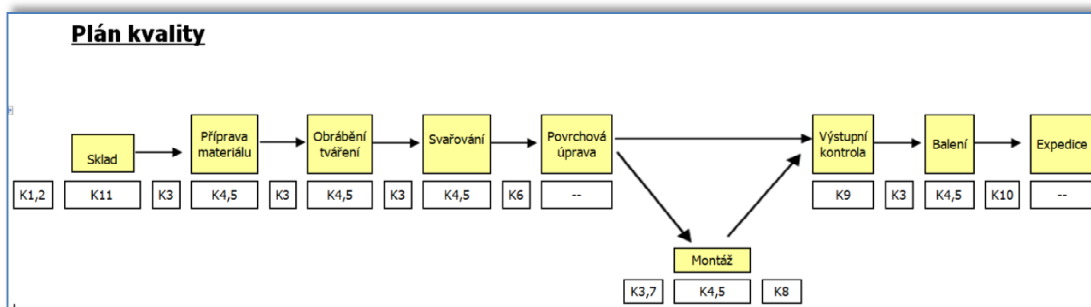 Plán kvality
Sklad
Příprava
materiálu
Obrábění
tváření
Svařování
Povrchová
úprava
Výstupní
kontrola
Balení
Expedice
K1,2
K11
K3
K4,5
K3
K4,5
K3
K4,5
K6
--
K9
K3
K4,5
K10
--
Montáž
K3,7
K4,5
K8